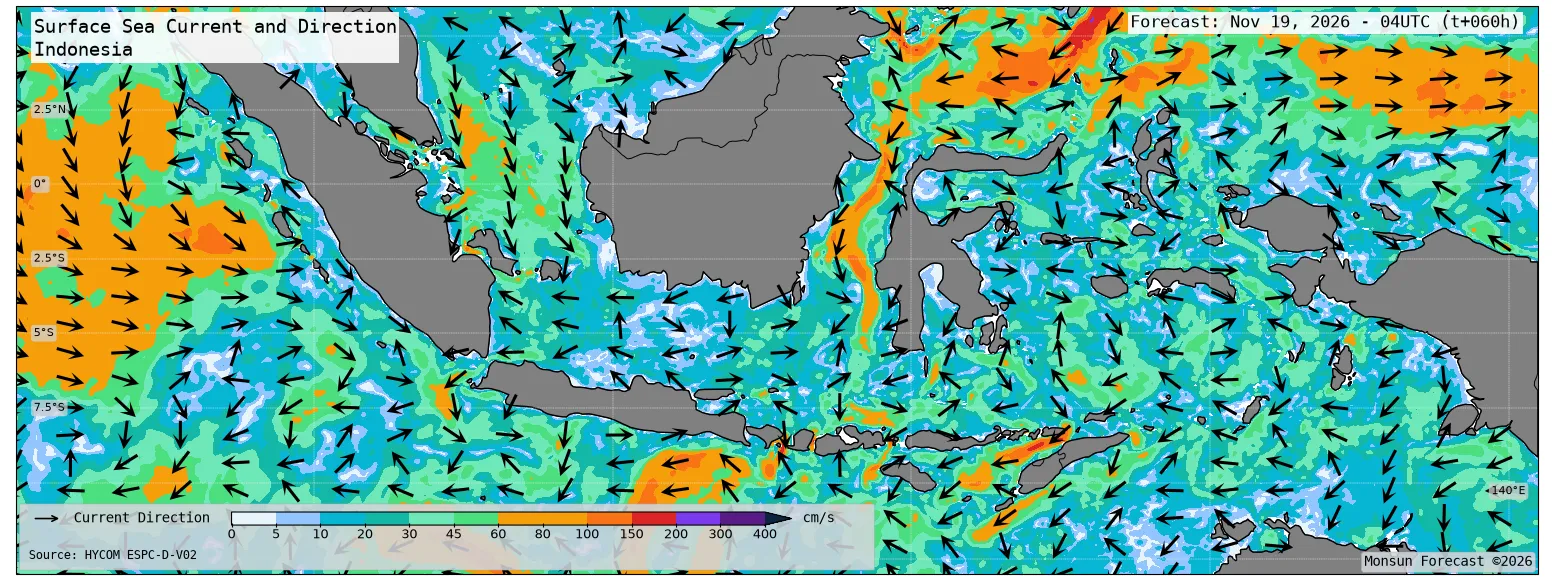 Surface Sea Current and Direction
Indonesia
Forecast: Nov 19, 2026 - 04UTC (t+060h)
2.5°N
0°
2.5°S
5°S
7.5°S
140°E
Current Direction
0 5 10 20 30 45 60 80 100 150 200 300 400 cm/s
Source: HYCOM ESPC-D-V02
Monsun Forecast ©2026